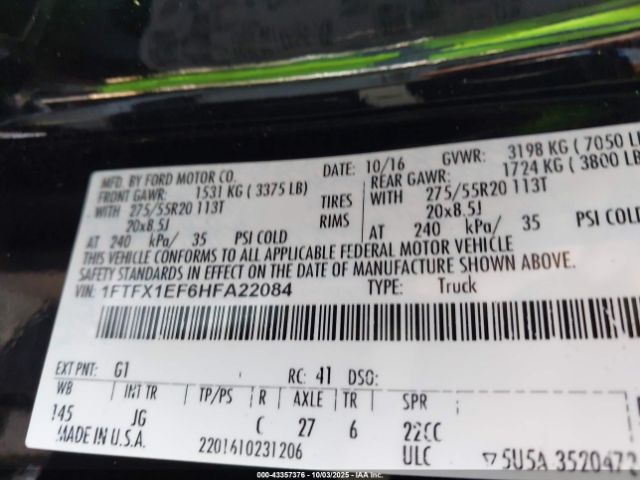 MFD. BY FORD MOTOR CO.
DATE: 10/16
GVWR: 3198 KG ( 7050 L
FRONT GAWR: 1531 KG ( 3375 LB)
REAR GAWR: 1724 KG ( 3800 LB
WITH 275/55R20 113T
TIRES
WITH 275/55R20 113T
20x8.5J
RIMS
20x8.5J
AT 240 kPa/ 35 PSI COLD
AT 240 kPa/ 35 PSI COLD
THIS VEHICLE CONFORMS TO ALL APPLICABLE FEDERAL MOTOR VEHICLE
SAFETY STANDARDS IN EFFECT ON THE DATE OF MANUFACTURE SHOWN ABOVE.
VIN: 1FTFX1EF6HFA22084
TYPE: Truck
EXT PNT: G1 RC: 41 DSO:
WB INT TR TP/PS R AXLE TR SPR
145 JG C 27 6 22CC
MADE IN U.S.A.
2201610231206
ULC
5U5A 3520472
000-43357376 - 10/03/2025 - IAA Inc.